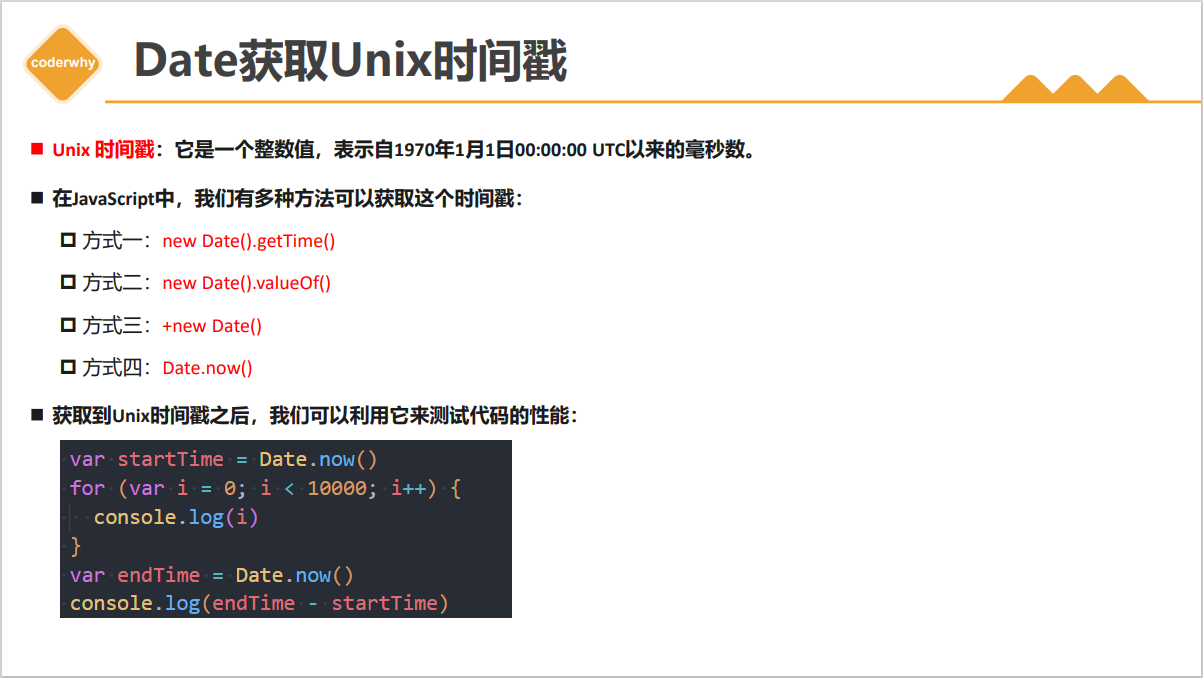 coderwhy
Date获取Unix时间戳
Unix 时间戳：它是一个整数值，表示自1970年1月1日00:00:00 UTC以来的毫秒数。
在JavaScript中，我们有多种方法可以获取这个时间戳：
方式一：new Date().getTime()
方式二：new Date().valueOf()
方式三：+new Date()
方式四：Date.now()
获取到Unix时间戳之后，我们可以利用它来测试代码的性能：
var startTime = Date.now()
for (var i = 0; i < 10000; i++) {
  console.log(i)
}
var endTime = Date.now()
console.log(endTime - startTime)